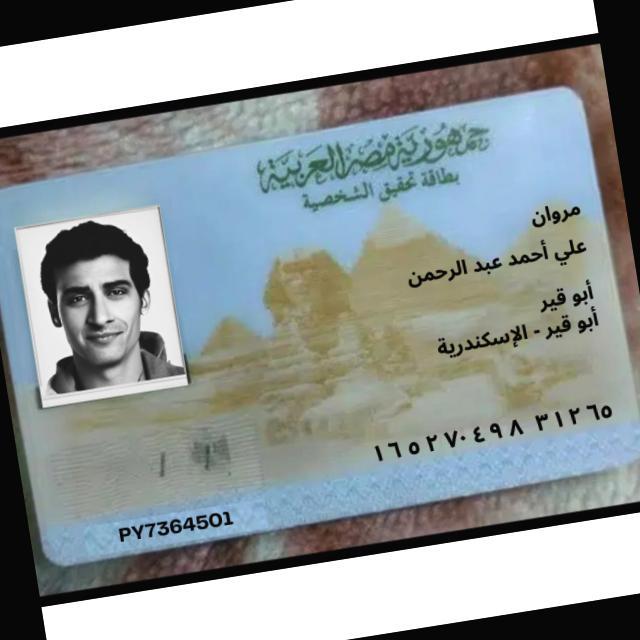 جمهورية مصر العربية
بطاقة تحقيق الشخصية
مروان
علي أحمد عبد الرحمن
أبو قير
أبو قير - الإسكندرية
١٦٥٢٧٠٤٩٨ ٣١٢٦٥
PY7364501